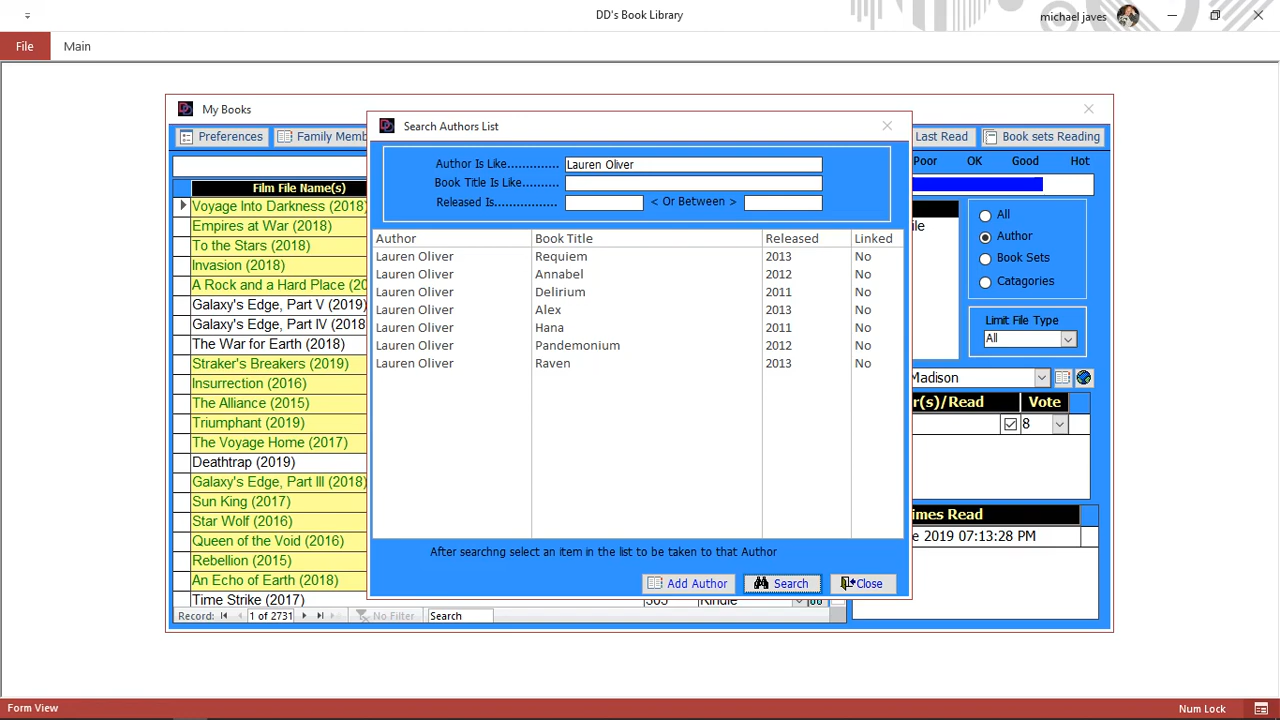 DD's Book Library
michael javes
File Main
My Books
Preferences
Family Memb
Last Read
Book sets Reading
Poor OK Good Hot
Film File Name(s)
Voyage Into Darkness (2018)
Empires at War (2018)
To the Stars (2018)
Invasion (2018)
A Rock and a Hard Place (20
Galaxy's Edge, Part V (2019)
Galaxy's Edge, Part IV (2018
The War for Earth (2018)
Straker's Breakers (2019)
Insurrection (2016)
The Alliance (2015)
Triumphant (2019)
The Voyage Home (2017)
Deathtrap (2019)
Galaxy's Edge, Part III (2018)
Sun King (2017)
Star Wolf (2016)
Queen of the Void (2016)
Rebellion (2015)
An Echo of Earth (2018)
Time Strike (2017)
Record: 1 of 2731 No Filter Search
Search Authors List
Author Is Like.............. Lauren Oliver
Book Title Is Like.........
Released Is................ < Or Between >
Author Book Title Released Linked
Lauren Oliver Requiem 2013 No
Lauren Oliver Annabel 2012 No
Lauren Oliver Delirium 2011 No
Lauren Oliver Alex 2013 No
Lauren Oliver Hana 2011 No
Lauren Oliver Pandemonium 2012 No
Lauren Oliver Raven 2013 No
After searchng select an item in the list to be taken to that Author
Add Author Search Close
ile
All
Author
Book Sets
Catagories
Limit File Type
All
Madison
r(s)/Read Vote
8
imes Read
e 2019 07:13:28 PM
Form View
Num Lock